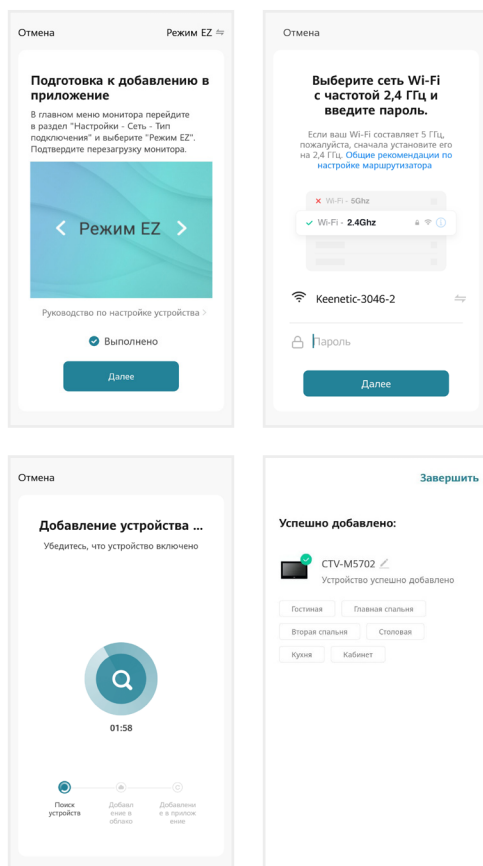 Отмена
Режим EZ
Подготовка к добавлению в
приложение
В главном меню монитора перейдите
в раздел "Настройки - Сеть - Тип
подключения" и выберите "Режим EZ".
Подтвердите перезагрузку монитора.
Режим EZ
Руководство по настройке устройства
Выполнено
Далее
Отмена
Выберите сеть Wi-Fi
с частотой 2,4 ГГц и
введите пароль.
Если ваш Wi-Fi составляет 5 ГГц,
пожалуйста, сначала установите его
на 2,4 ГГц. Общие рекомендации по
настройке маршрутизатора
Wi-Fi - 5Ghz
Wi-Fi - 2.4Ghz
Keenetic-3046-2
Пароль
Далее
Отмена
Добавление устройства ...
Убедитесь, что устройство включено
01:58
Поиск
устройств
Добавл
ение в
облако
Добавлени
е в прилож
ение
Завершить
Успешно добавлено:
CTV-M5702
Устройство успешно добавлено
Гостиная
Главная спальня
Вторая спальня
Столовая
Кухня
Кабинет